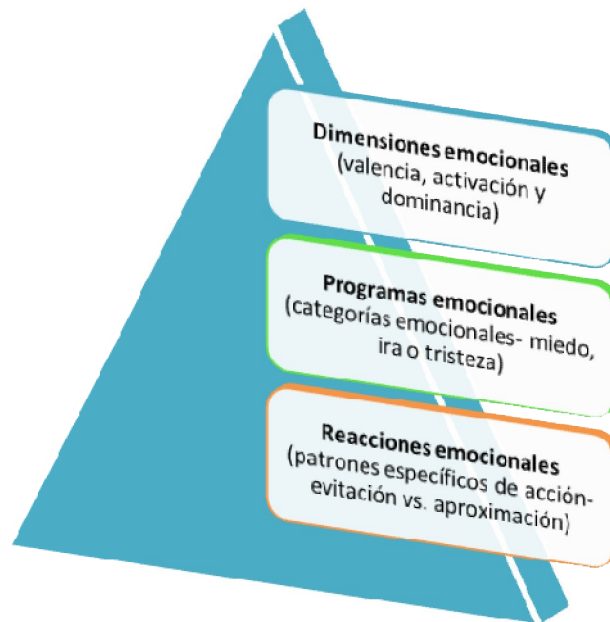 Dimensiones emocionales
(valencia, activación y
dominancia)
Programas emocionales
(categorías emocionales- miedo,
ira o tristeza)
Reacciones emocionales
(patrones específicos de acción-
evitación vs. aproximación)